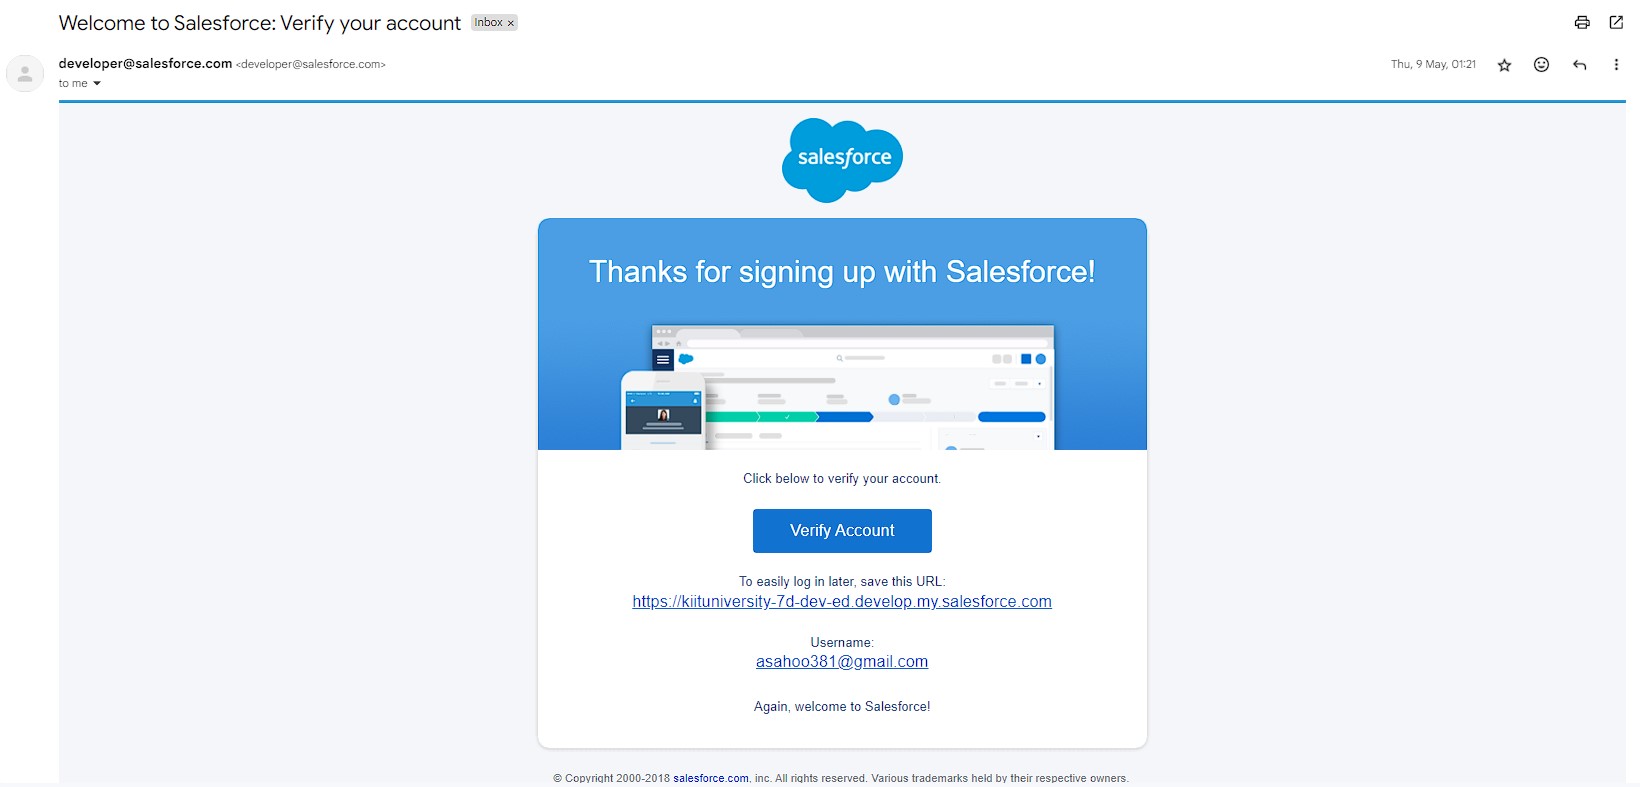 Welcome to Salesforce: Verify your account Inbox x
developer@salesforce.com <developer@salesforce.com> Thu, 9 May, 01:21
to me
salesforce
Thanks for signing up with Salesforce!
Click below to verify your account.
Verify Account
To easily log in later, save this URL:
https://kiituniversity-7d-dev-ed.develop.my.salesforce.com
Username:
asahoo381@gmail.com
Again, welcome to Salesforce!
© Copyright 2000-2018 salesforce.com, inc. All rights reserved. Various trademarks held by their respective owners.